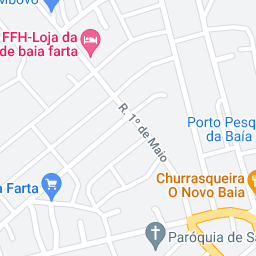 FFH-Loja da
de baia farta
R. 1º de Maio
Porto Pesq
da Baía
Churrasqueira
O Novo Baia
Farta
Paróquia de Sa